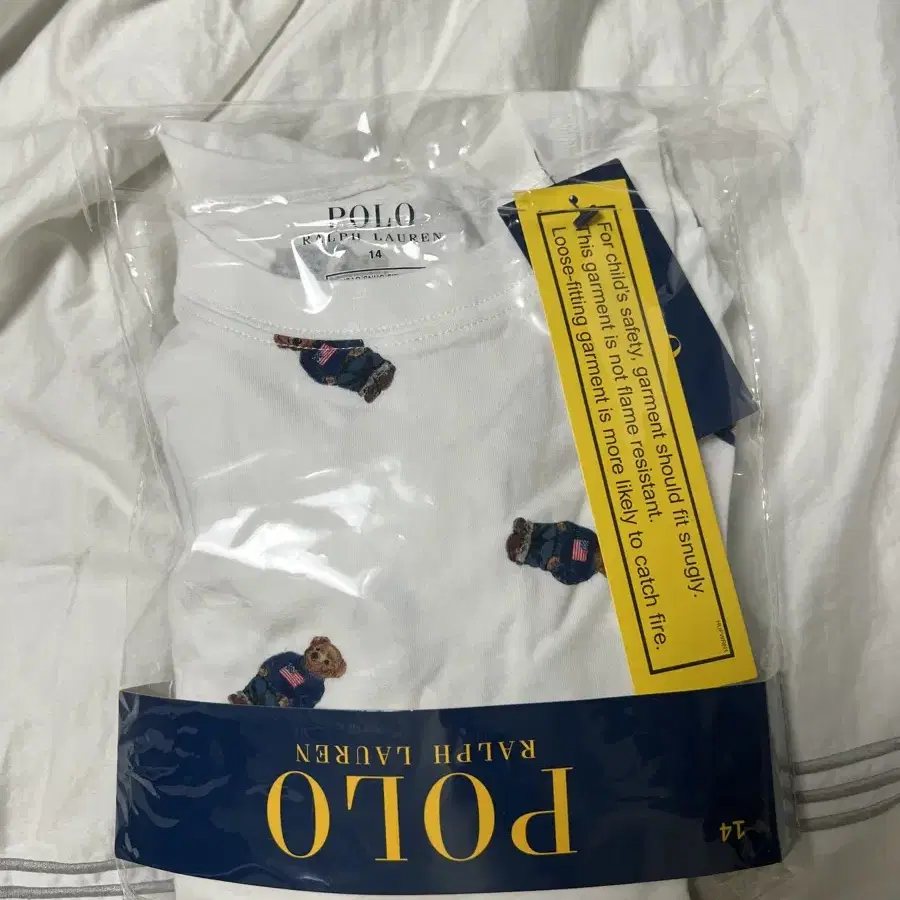 POLO
RALPH LAUREN
14
For child's safety, garment should fit snugly.
This garment is not flame resistant.
Loose-fitting garment is more likely to catch fire.
POLO
RALPH LAUREN
14